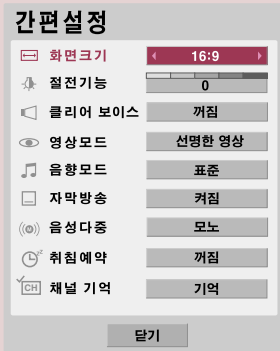 간편설정
화면크기 16:9
절전기능 0
클리어 보이스 꺼짐
영상모드 선명한 영상
음향모드 표준
자막방송 켜짐
음성다중 모노
취침예약 꺼짐
CH 채널 기억 기억
닫기